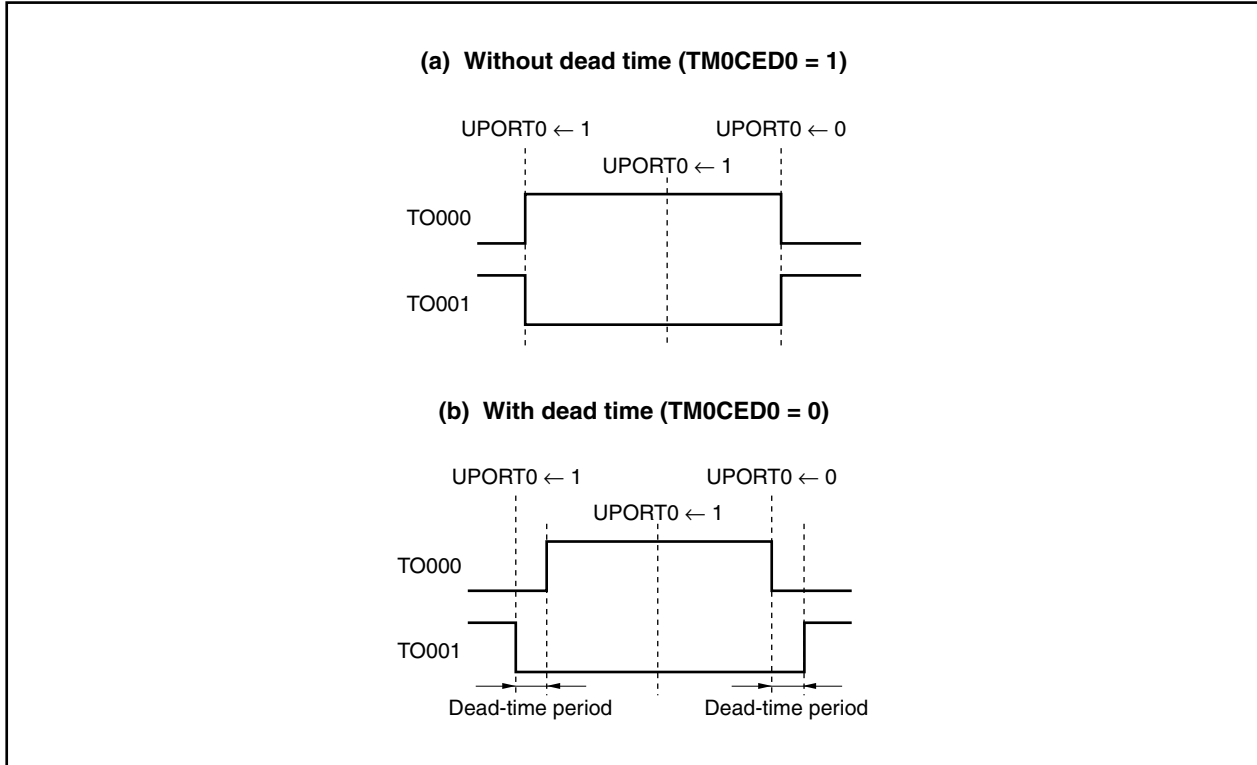 (a) Without dead time (TM0CED0 = 1)
UPORT0 ← 1
UPORT0 ← 0
UPORT0 ← 1
TO000
TO001
(b) With dead time (TM0CED0 = 0)
UPORT0 ← 1
UPORT0 ← 0
UPORT0 ← 1
TO000
TO001
Dead-time period
Dead-time period